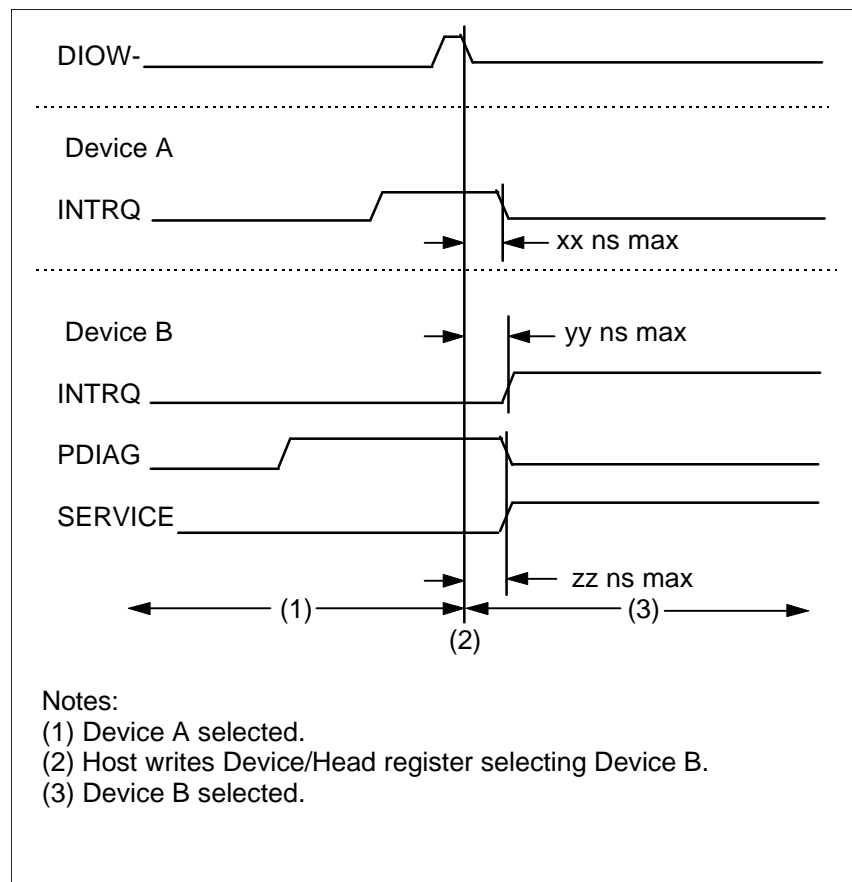 DIOW-
Device A
INTRQ
xx ns max
Device B
yy ns max
INTRQ
PDIAG
SERVICE
zz ns max
(1)
(3)
(2)
Notes:
(1) Device A selected.
(2) Host writes Device/Head register selecting Device B.
(3) Device B selected.